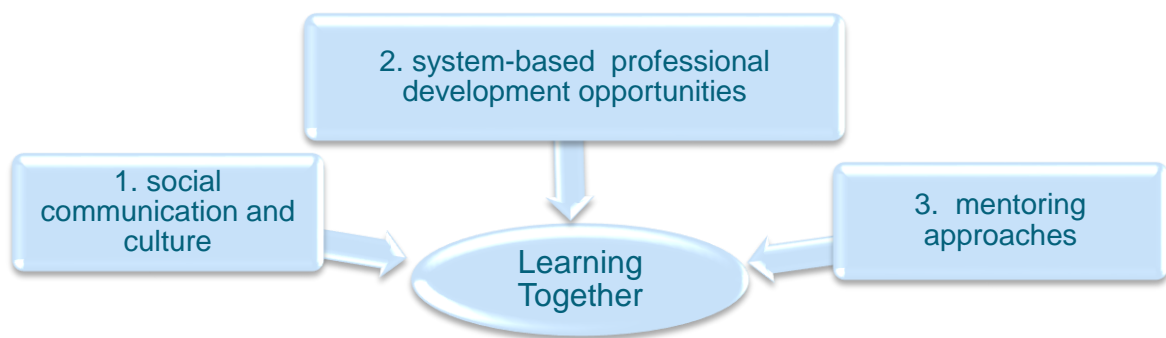 1. social
communication and
culture
2. system-based  professional
development opportunities
3.  mentoring
approaches
Learning
Together